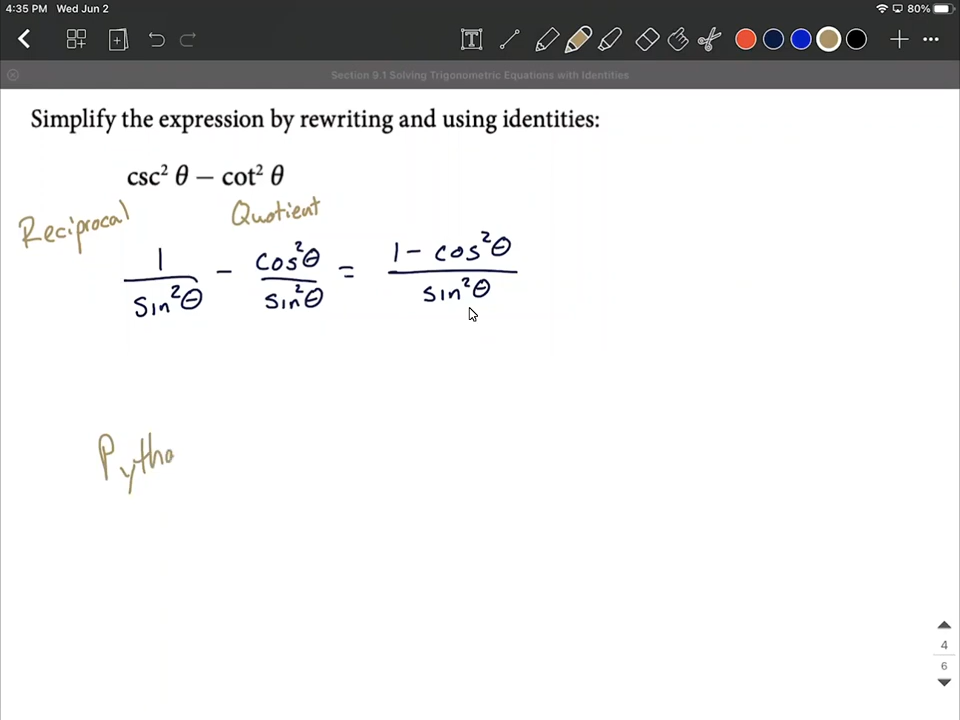 4:35 PM Wed Jun 2
80%
Section 9.1 Solving Trigonometric Equations with Identities
Simplify the expression by rewriting and using identities:
csc² θ − cot² θ
Reciprocal Quotient
1/sin²θ − cos²θ/sin²θ = (1 − cos²θ)/sin²θ
Pytha
4
6